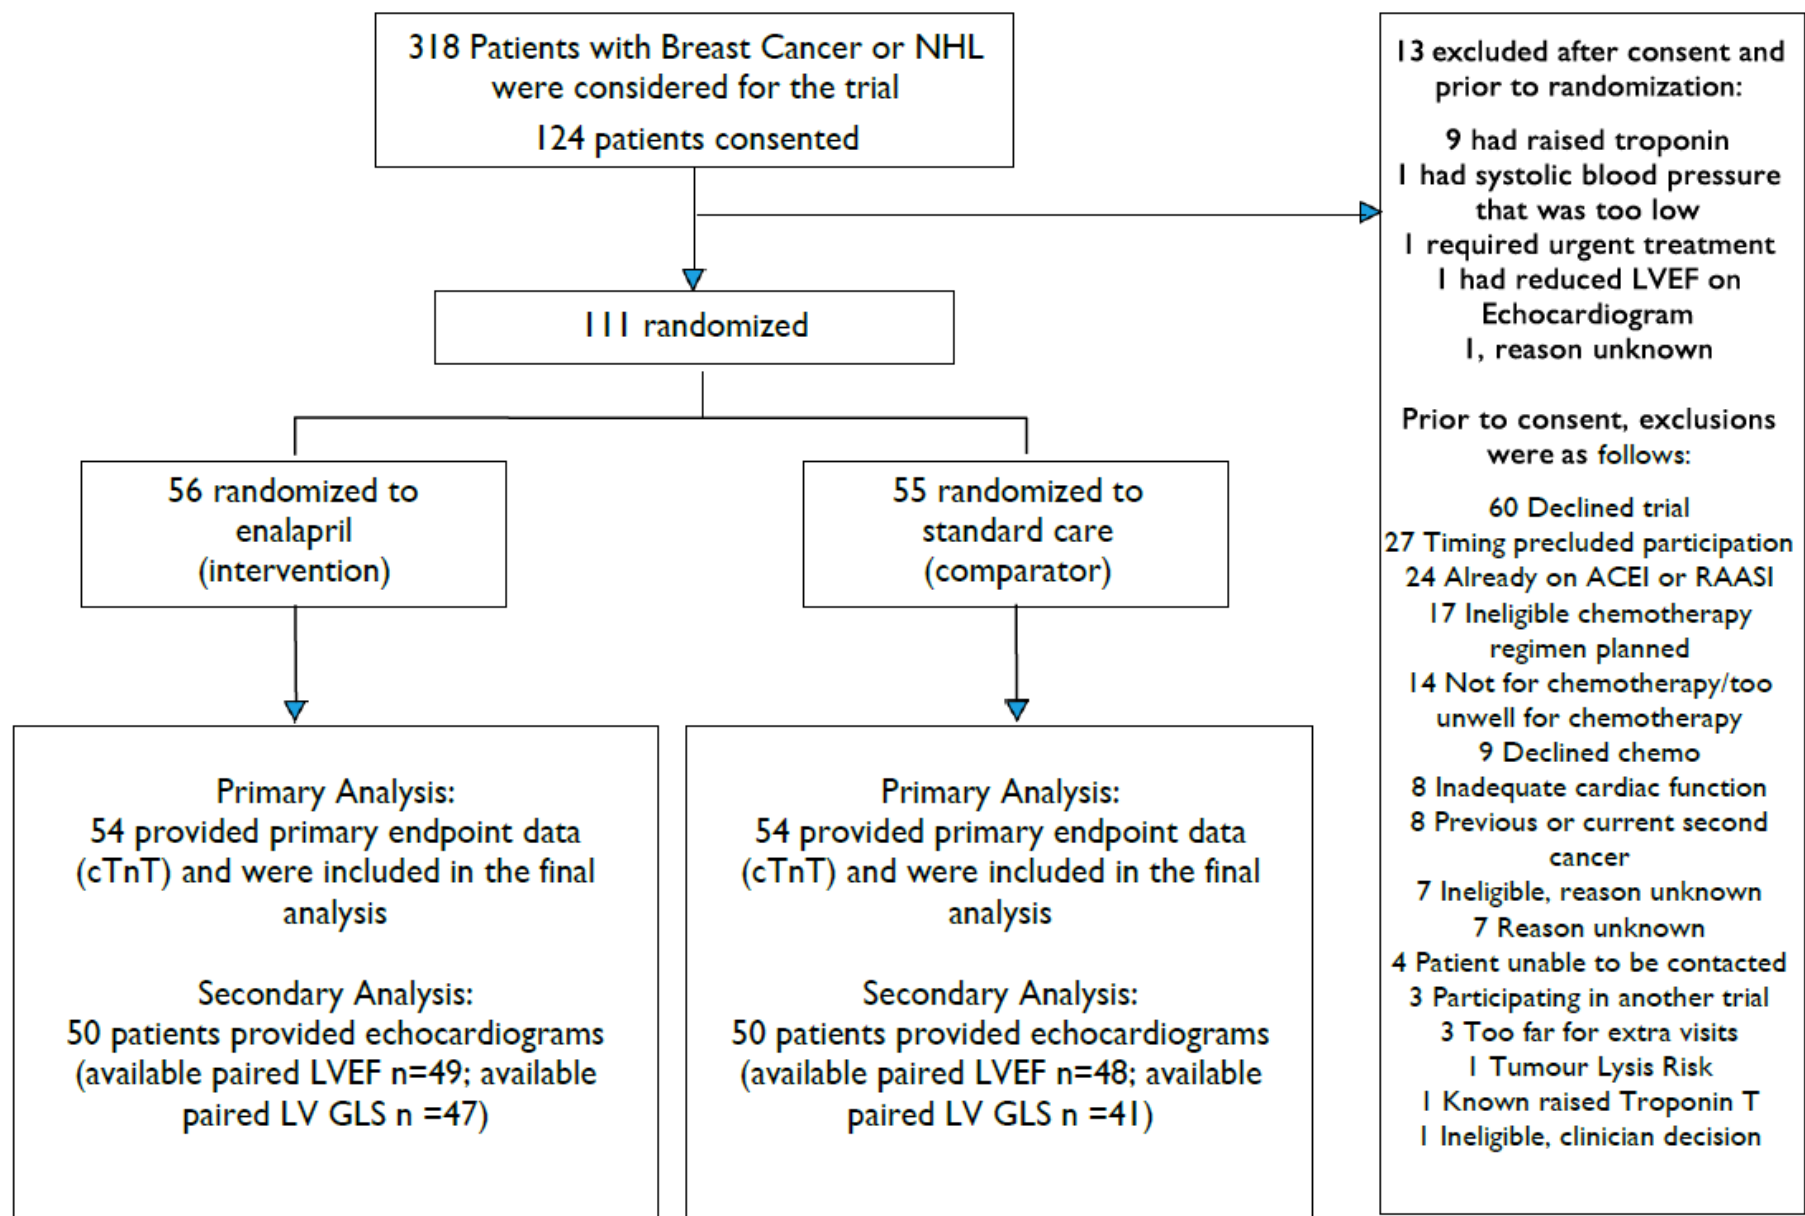 318 Patients with Breast Cancer or NHL
were considered for the trial
124 patients consented
111 randomized
56 randomized to
enalapril
(intervention)
55 randomized to
standard care
(comparator)
Primary Analysis:
54 provided primary endpoint data
(cTnT) and were included in the final
analysis
Secondary Analysis:
50 patients provided echocardiograms
(available paired LVEF n=49; available
paired LV GLS n =47)
Primary Analysis:
54 provided primary endpoint data
(cTnT) and were included in the final
analysis
Secondary Analysis:
50 patients provided echocardiograms
(available paired LVEF n=48; available
paired LV GLS n =41)
13 excluded after consent and
prior to randomization:
9 had raised troponin
1 had systolic blood pressure
that was too low
1 required urgent treatment
1 had reduced LVEF on
Echocardiogram
1, reason unknown
Prior to consent, exclusions
were as follows:
60 Declined trial
27 Timing precluded participation
24 Already on ACEI or RAASI
17 Ineligible chemotherapy
regimen planned
14 Not for chemotherapy/too
unwell for chemotherapy
9 Declined chemo
8 Inadequate cardiac function
8 Previous or current second
cancer
7 Ineligible, reason unknown
7 Reason unknown
4 Patient unable to be contacted
3 Participating in another trial
3 Too far for extra visits
1 Tumour Lysis Risk
1 Known raised Troponin T
1 Ineligible, clinician decision